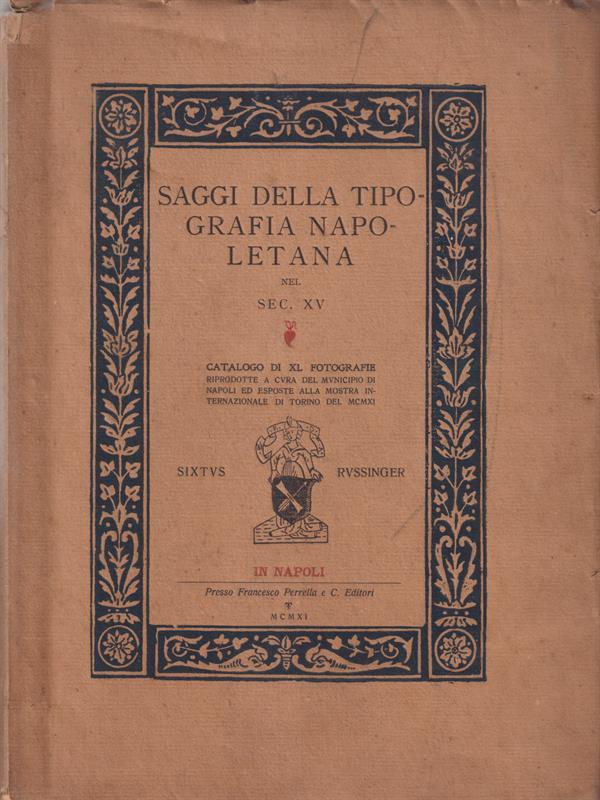 SAGGI DELLA TIPO-
GRAFIA NAPO-
LETANA
NEL
SEC. XV
CATALOGO DI XL FOTOGRAFIE
RIPRODOTTE A CVRA DEL MVNICIPIO DI
NAPOLI ED ESPOSTE ALLA MOSTRA IN-
TERNAZIONALE DI TORINO DEL MCMXI
SIXTVS RVSSINGER
IN NAPOLI
Presso Francesco Perrella e C. Editori
MCMXI